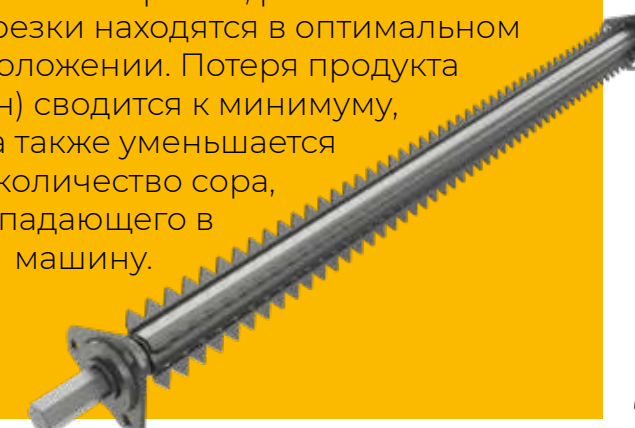 резки находятся в оптимальном
оложении. Потеря продукта
н) сводится к минимуму,
а также уменьшается
количество сора,
падающего в
машину.